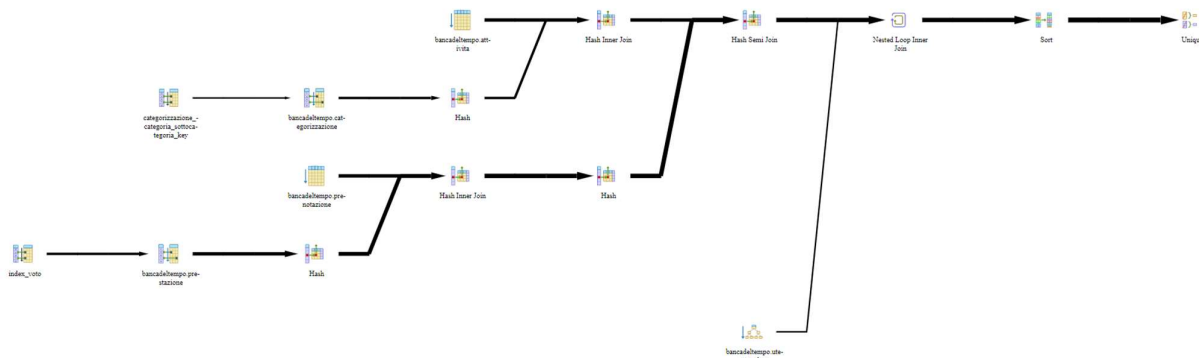 bancadeltempo.att-
ivita
Hash Inner Join
Hash Semi Join
Nested Loop Inner
Join
Sort
Uniqu
categorizzazione_-
categoria_sottoca-
tegoria_key
bancadeltempo.cat-
egorizzazione
Hash
bancadeltempo.pre-
notazione
Hash Inner Join
Hash
index_voto
bancadeltempo.pre-
stazione
Hash
bancadeltempo.ute-